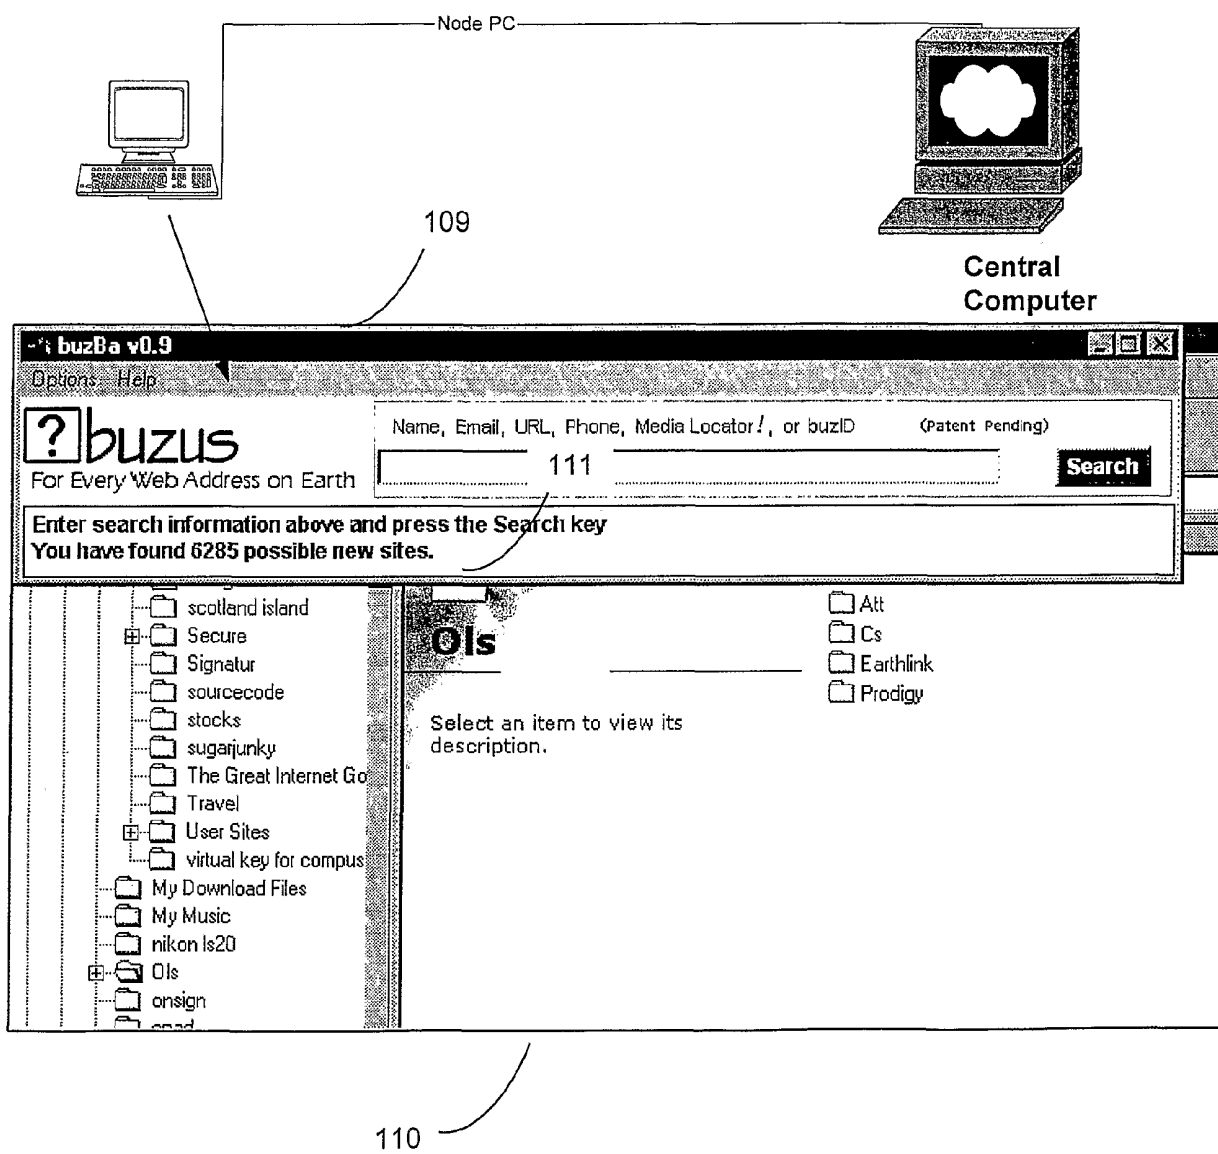 Node PC
109
Central
Computer
buzBa v0.9
Options Help
?buzus
For Every Web Address on Earth
Name, Email, URL, Phone, Media Locator!, or buzID (Patent Pending)
111
Search
Enter search information above and press the Search key
You have found 6285 possible new sites.
scotland island
Secure
Signatur
sourcecode
stocks
sugarjunky
The Great Internet Go
Travel
User Sites
virtual key for compus
My Download Files
My Music
nikon ls20
Ols
onsign
Ols
Select an item to view its
description.
Att
Cs
Earthlink
Prodigy
110